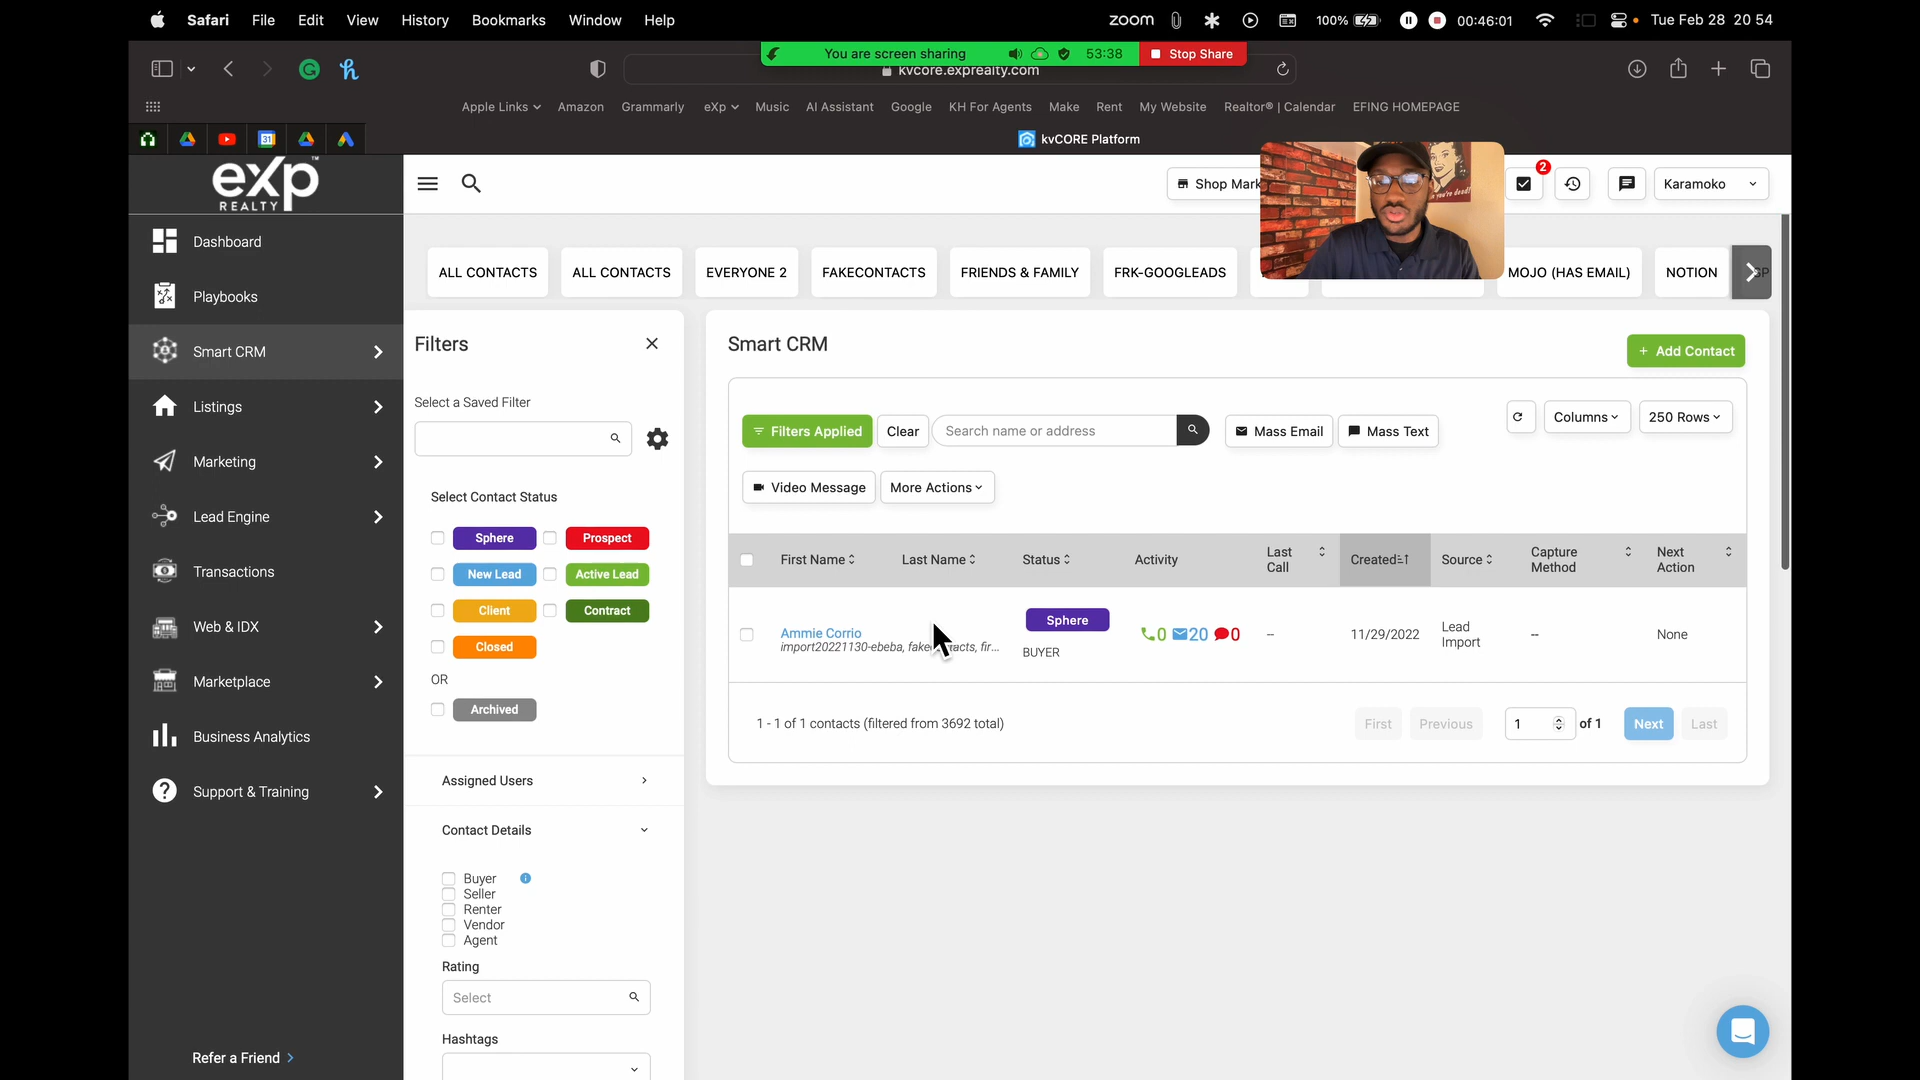 Safari File Edit View History Bookmarks Window Help zoom 100% 00:46:01 Tue Feb 28 20 54
You are screen sharing 53:38 Stop Share
kvcore.exprealty.com
Apple Links Amazon Grammarly eXp Music AI Assistant Google KH For Agents Make Rent My Website Realtor® | Calendar EFING HOMEPAGE
31 kvCORE Platform
eXp REALTY
Shop Mark
2
Karamoko
Dashboard
Playbooks
Smart CRM
Listings
Marketing
Lead Engine
Transactions
Web & IDX
Marketplace
Business Analytics
Support & Training
Refer a Friend
ALL CONTACTS ALL CONTACTS EVERYONE 2 FAKECONTACTS FRIENDS & FAMILY FRK-GOOGLEADS MOJO (HAS EMAIL) NOTION
Filters
Select a Saved Filter
Select Contact Status
Sphere Prospect
New Lead Active Lead
Client Contract
Closed
OR
Archived
Assigned Users
Contact Details
Buyer
Seller
Renter
Vendor
Agent
Rating
Select
Hashtags
Smart CRM
+ Add Contact
Filters Applied Clear Search name or address Mass Email Mass Text Columns 250 Rows
Video Message More Actions
First Name Last Name Status Activity Last Call Created Source Capture Method Next Action
Ammie Corrio Sphere 0 20 0 -- 11/29/2022 Lead Import -- None
import20221130-ebeba, fir... BUYER
1 - 1 of 1 contacts (filtered from 3692 total) First Previous 1 of 1 Next Last